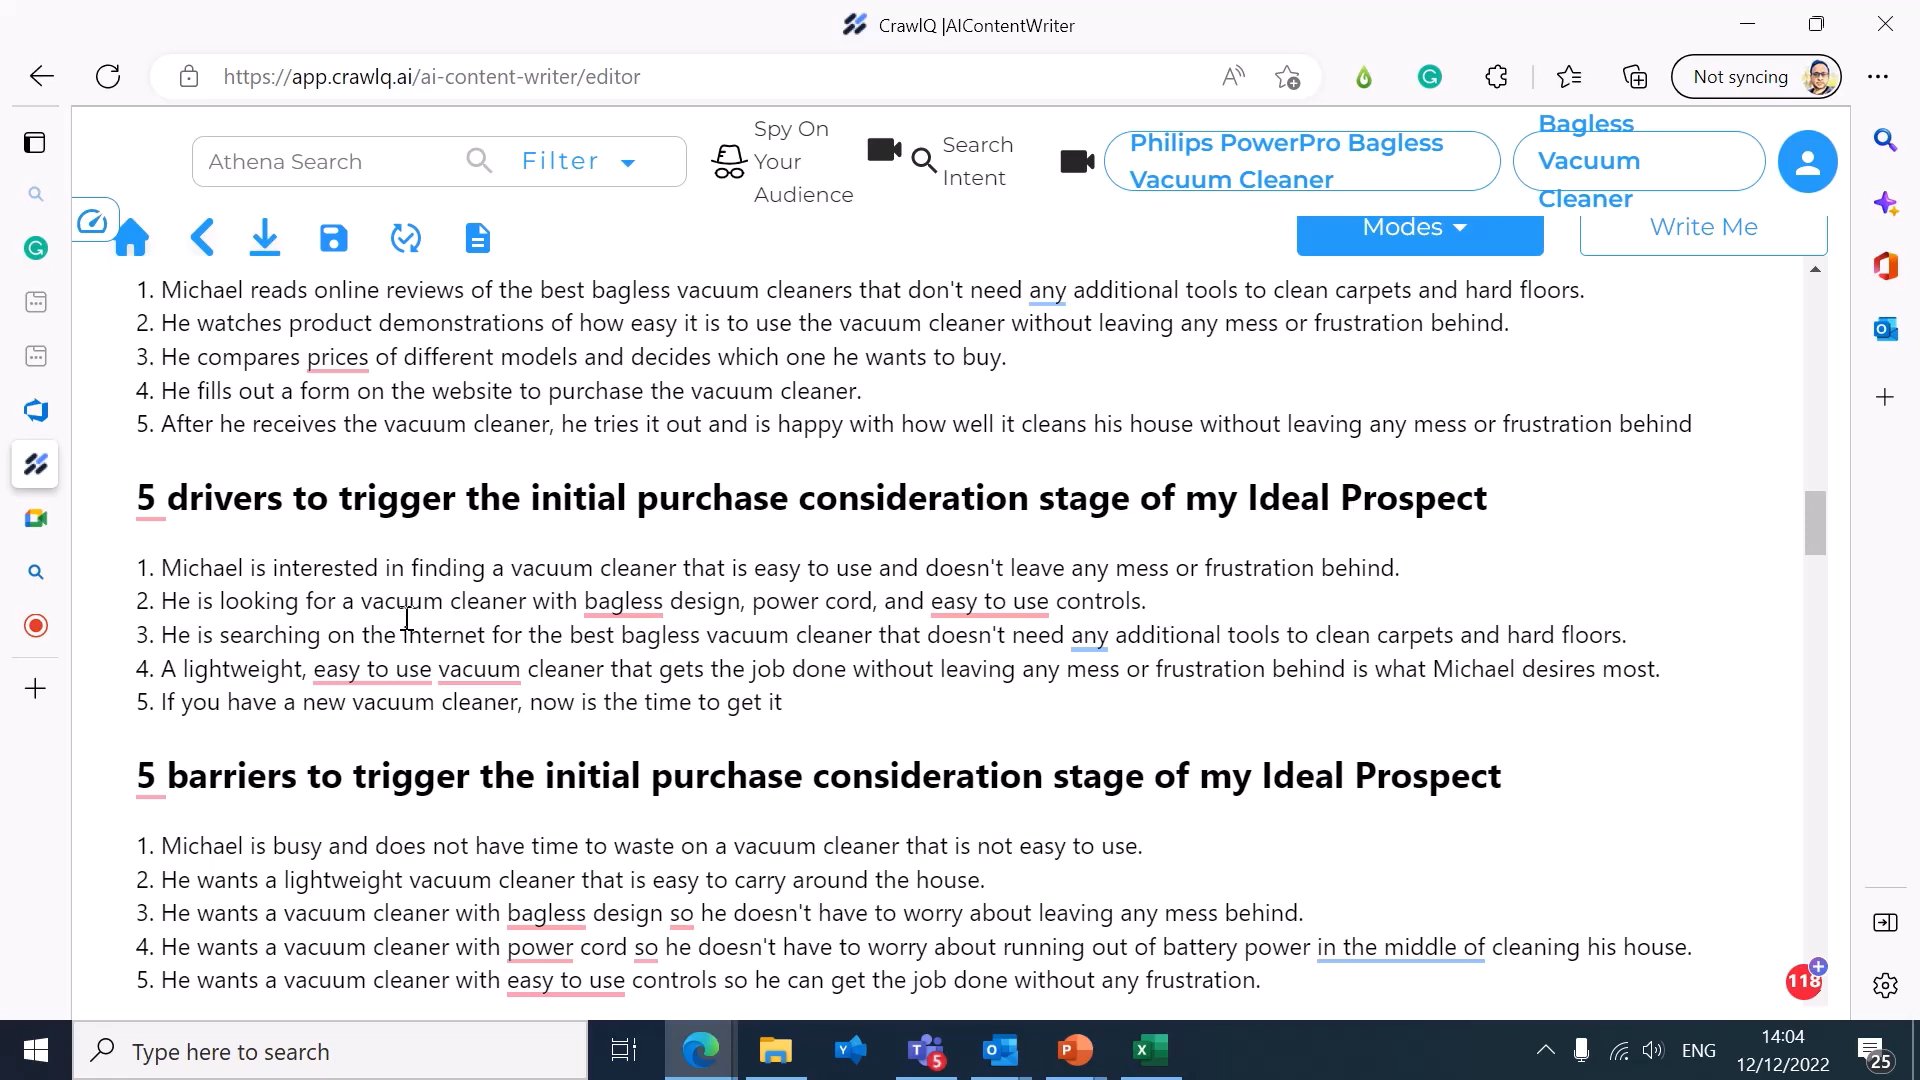 CrawlQ |AIContentWriter
https://app.crawlq.ai/ai-content-writer/editor
Not syncing
Athena Search
Filter
Spy On
Your
Audience
Search
Intent
Philips PowerPro Bagless
Vacuum Cleaner
Bagless
Vacuum
Cleaner
Modes
Write Me
1. Michael reads online reviews of the best bagless vacuum cleaners that don't need any additional tools to clean carpets and hard floors.
2. He watches product demonstrations of how easy it is to use the vacuum cleaner without leaving any mess or frustration behind.
3. He compares prices of different models and decides which one he wants to buy.
4. He fills out a form on the website to purchase the vacuum cleaner.
5. After he receives the vacuum cleaner, he tries it out and is happy with how well it cleans his house without leaving any mess or frustration behind
5 drivers to trigger the initial purchase consideration stage of my Ideal Prospect
1. Michael is interested in finding a vacuum cleaner that is easy to use and doesn't leave any mess or frustration behind.
2. He is looking for a vacuum cleaner with bagless design, power cord, and easy to use controls.
3. He is searching on the internet for the best bagless vacuum cleaner that doesn't need any additional tools to clean carpets and hard floors.
4. A lightweight, easy to use vacuum cleaner that gets the job done without leaving any mess or frustration behind is what Michael desires most.
5. If you have a new vacuum cleaner, now is the time to get it
5 barriers to trigger the initial purchase consideration stage of my Ideal Prospect
1. Michael is busy and does not have time to waste on a vacuum cleaner that is not easy to use.
2. He wants a lightweight vacuum cleaner that is easy to carry around the house.
3. He wants a vacuum cleaner with bagless design so he doesn't have to worry about leaving any mess behind.
4. He wants a vacuum cleaner with power cord so he doesn't have to worry about running out of battery power in the middle of cleaning his house.
5. He wants a vacuum cleaner with easy to use controls so he can get the job done without any frustration.
118
Type here to search
5
ENG
14:04
12/12/2022
25